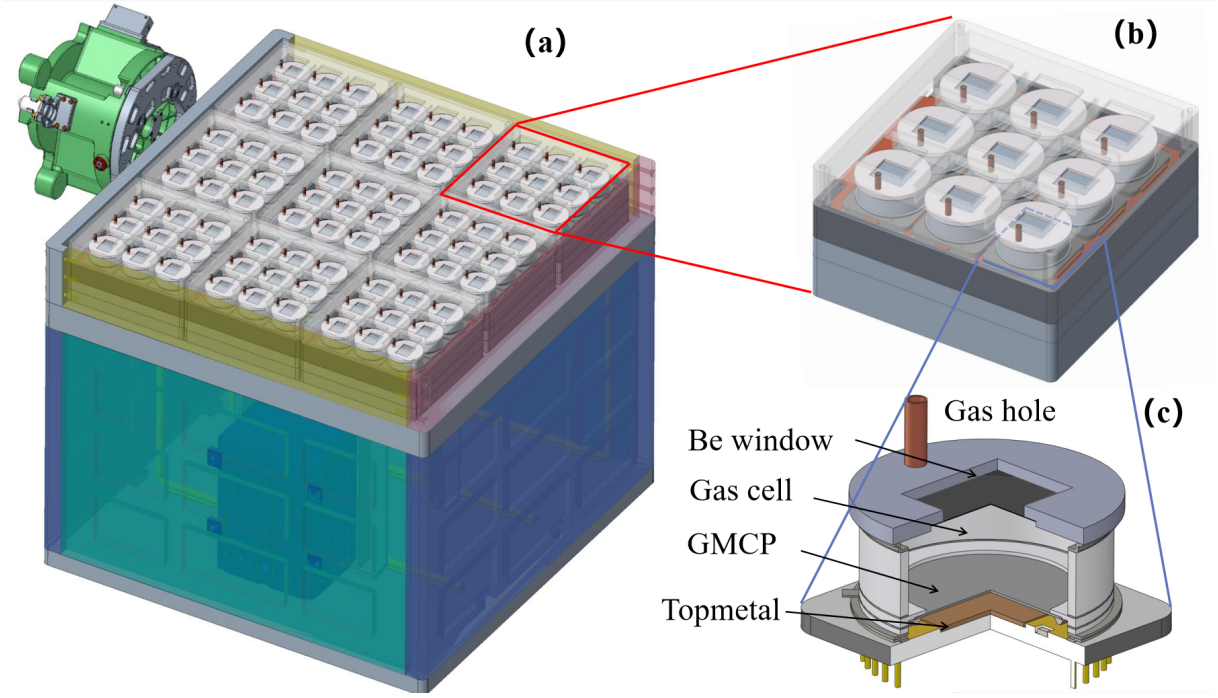 (a)
(b)
(c)
Gas hole
Be window
Gas cell
GMCP
Topmetal